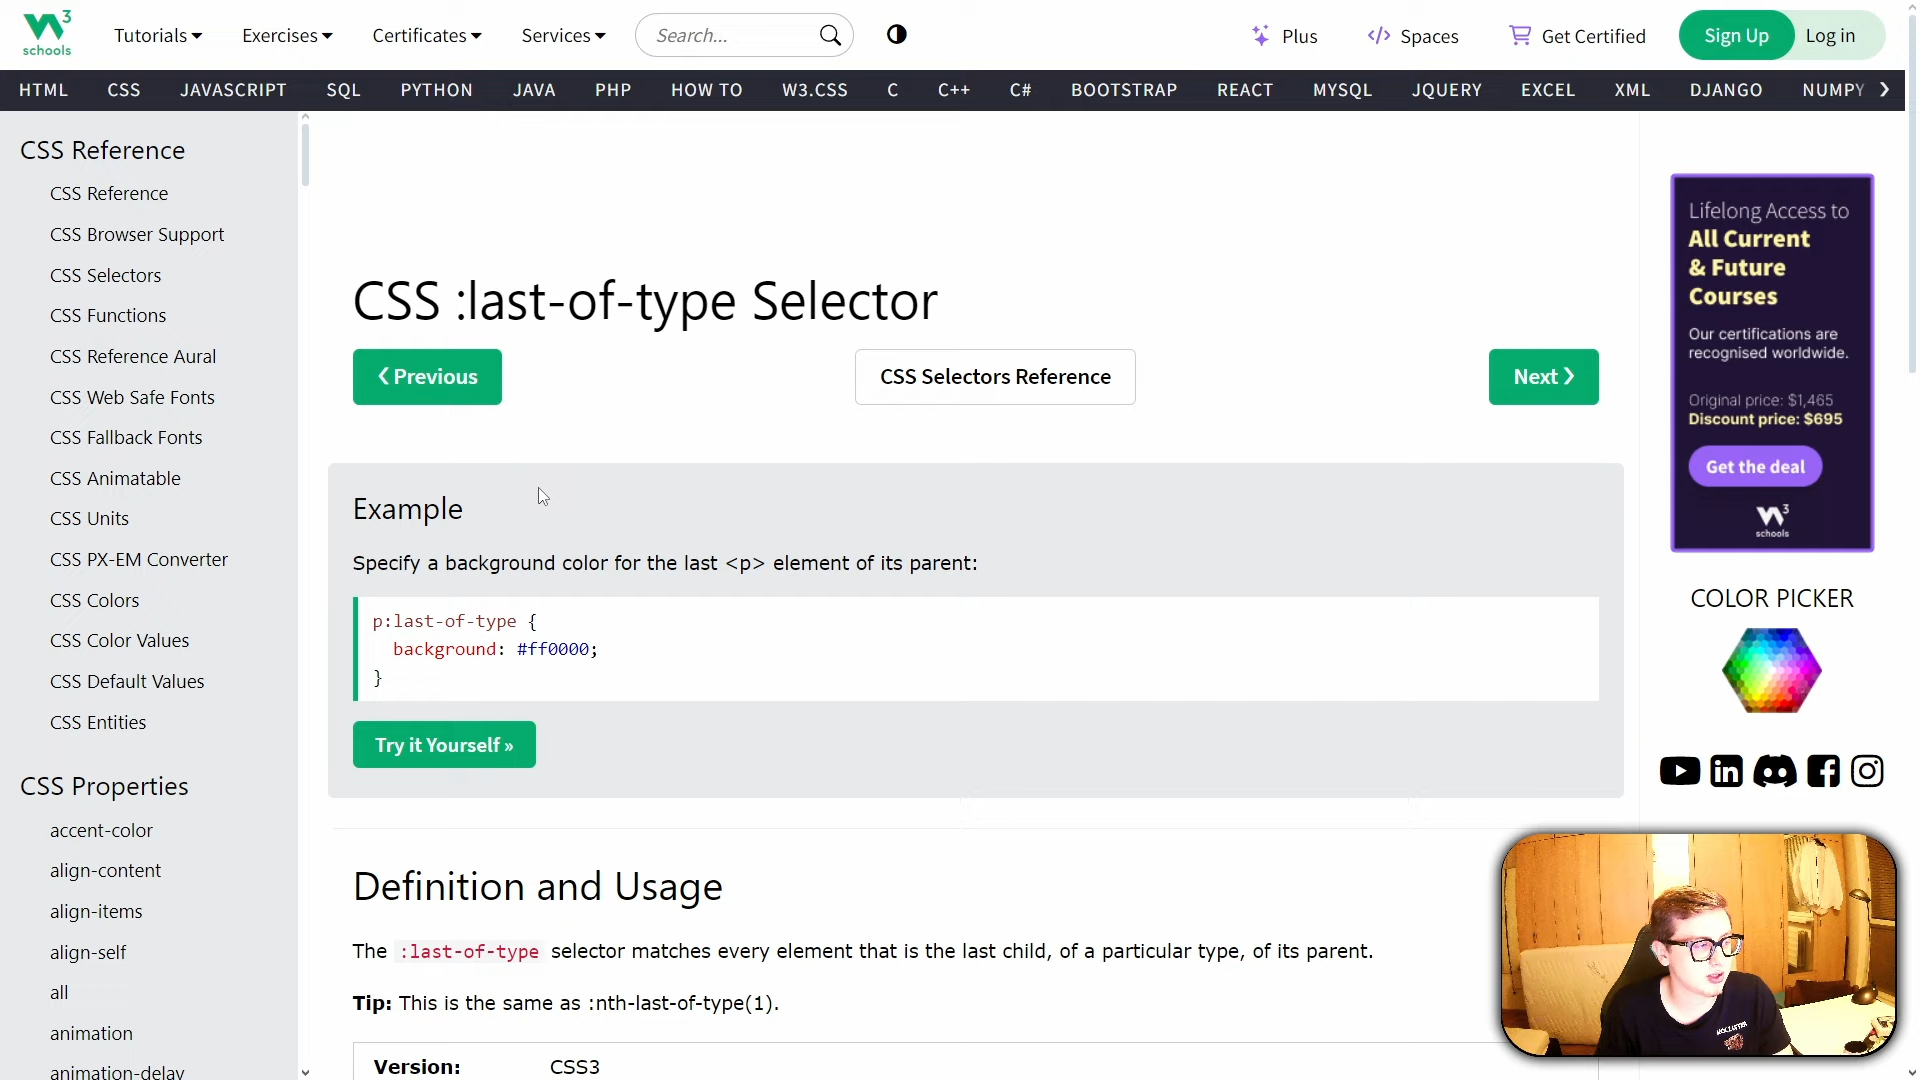 3
schools
Tutorials
Exercises
Certificates
Services
Search...
Plus
Spaces
Get Certified
Sign Up
Log in
HTML
CSS
JAVASCRIPT
SQL
PYTHON
JAVA
PHP
HOW TO
W3.CSS
C
C++
C#
BOOTSTRAP
REACT
MYSQL
JQUERY
EXCEL
XML
DJANGO
NUMPY
CSS Reference
CSS Reference
CSS Browser Support
CSS Selectors
CSS Functions
CSS Reference Aural
CSS Web Safe Fonts
CSS Fallback Fonts
CSS Animatable
CSS Units
CSS PX-EM Converter
CSS Colors
CSS Color Values
CSS Default Values
CSS Entities
CSS Properties
accent-color
align-content
align-items
align-self
all
animation
animation-delay
CSS :last-of-type Selector
❮ Previous
CSS Selectors Reference
Next ❯
Example
Specify a background color for the last <p> element of its parent:
p:last-of-type {
background: #ff0000;
}
Try it Yourself »
Definition and Usage
The :last-of-type selector matches every element that is the last child, of a particular type, of its parent.
Tip: This is the same as :nth-last-of-type(1).
Version: CSS3
Lifelong Access to
All Current
& Future
Courses
Our certifications are
recognised worldwide.
Original price: $1,465
Discount price: $695
Get the deal
3
schools
COLOR PICKER
in
HOLLISTER